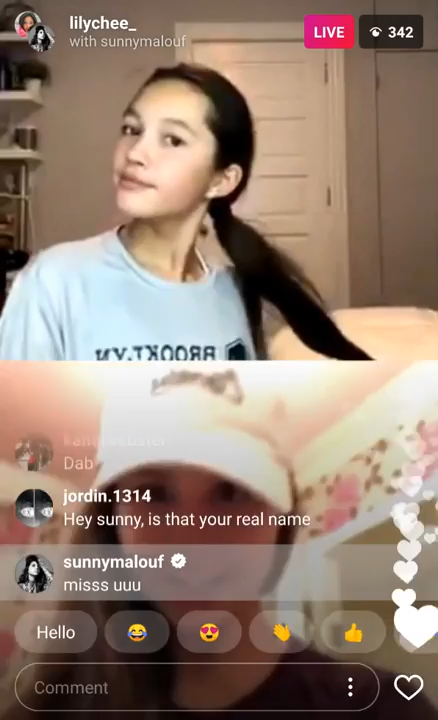 lilychee_
with sunnymalouf
LIVE
342
BROOKLYN
Dab
jordin.1314
Hey sunny, is that your real name
sunnymalouf
misss uuu
Hello
Comment